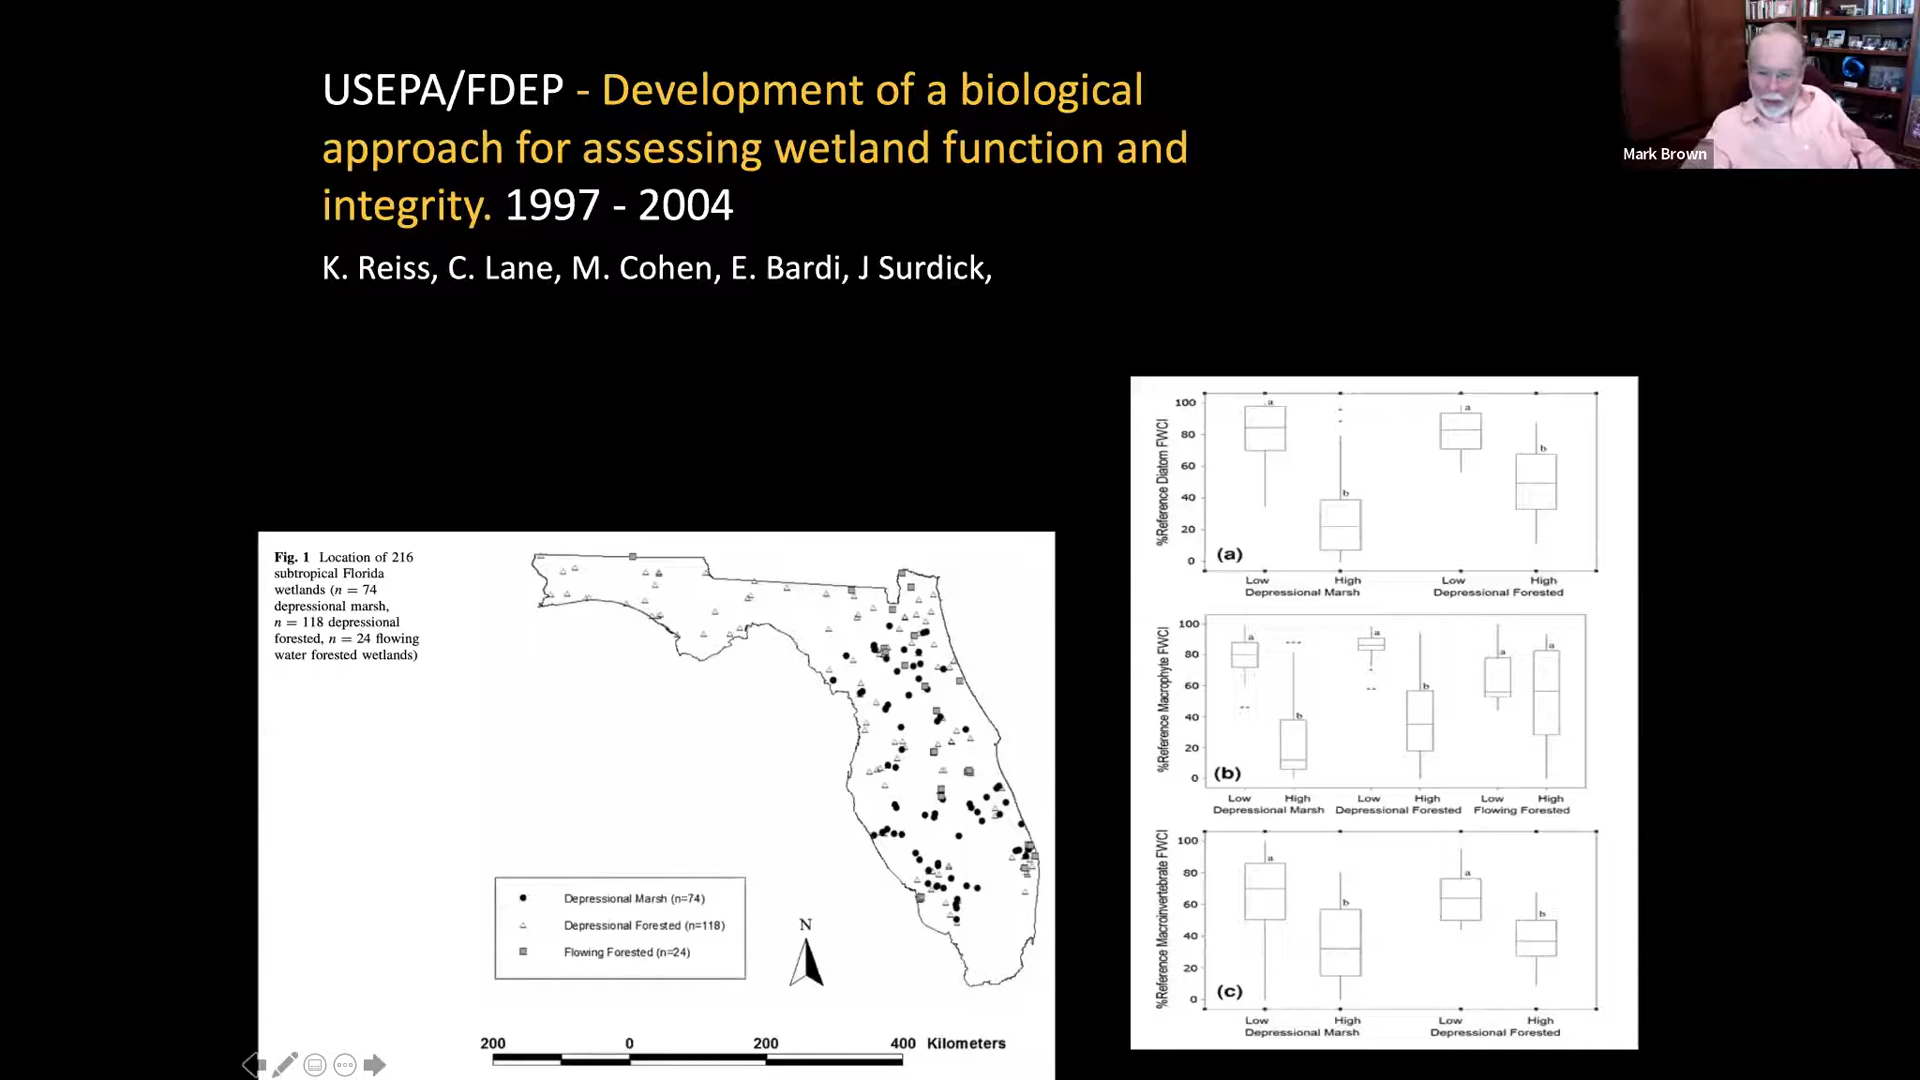 USEPA/FDEP - Development of a biological
approach for assessing wetland function and
integrity. 1997 - 2004
K. Reiss, C. Lane, M. Cohen, E. Bardi, J Surdick,
Mark Brown
Fig. 1 Location of 216
subtropical Florida
wetlands (n = 74
depressional marsh,
n = 118 depressional
forested, n = 24 flowing
water forested wetlands)
Depressional Marsh (n=74)
Depressional Forested (n=118)
Flowing Forested (n=24)
N
200 0 200 400 Kilometers
%Reference Diatom FWCI
100
80
60
40
20
0
a
b
a
b
(a)
Low High Low High
Depressional Marsh Depressional Forested
%Reference Macrophyte FWCI
100
80
60
40
20
0
a
b
a
b
a
a
(b)
Low High Low High Low High
Depressional Marsh Depressional Forested Flowing Forested
%Reference Macroinvertebrate FWCI
100
80
60
40
20
0
a
b
a
b
(c)
Low High Low High
Depressional Marsh Depressional Forested